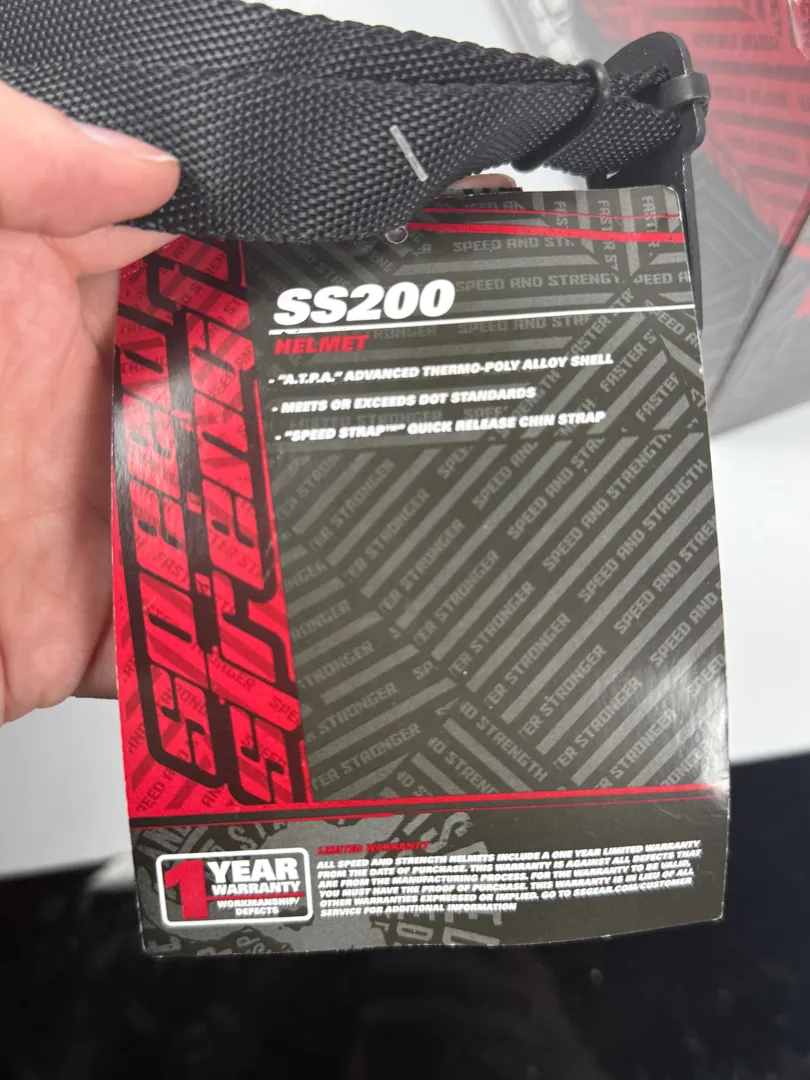 SS200
HELMET
- "A.T.P.A." ADVANCED THERMO-POLY ALLOY SHELL
- MEETS OR EXCEEDS DOT STANDARDS
- "SPEED STRAP™" QUICK RELEASE CHIN STRAP
speed and
strength
1 YEAR
WARRANTY
WORKMANSHIP/
DEFECTS
LIMITED WARRANTY
ALL SPEED AND STRENGTH HELMETS INCLUDE A ONE YEAR LIMITED WARRANTY
FROM THE DATE OF PURCHASE. THIS WARRANTY IS AGAINST ALL DEFECTS THAT
ARE FROM THE MANUFACTURING PROCESS. FOR THE WARRANTY TO BE VALID,
YOU MUST HAVE THE PROOF OF PURCHASE. THIS WARRANTY IS IN LIEU OF ALL
OTHER WARRANTIES EXPRESSED OR IMPLIED. GO TO SSGEAR.COM/CUSTOMER
SERVICE FOR ADDITIONAL INFORMATION